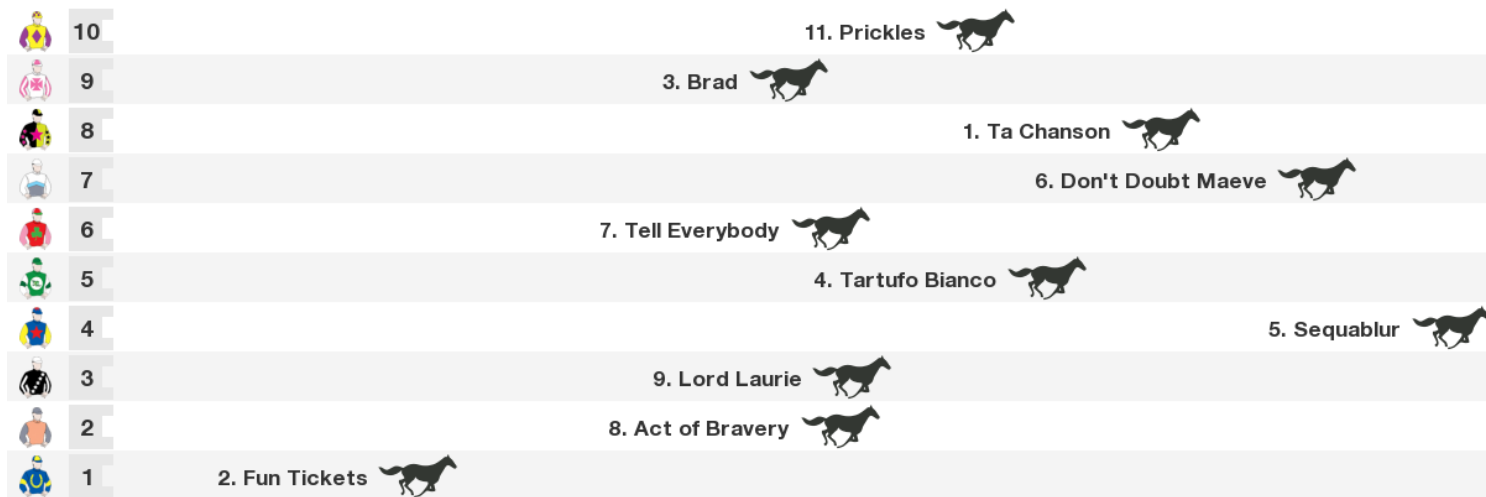 10 11. Prickles
9 3. Brad
8 1. Ta Chanson
7 6. Don't Doubt Maeve
6 7. Tell Everybody
5 4. Tartufo Bianco
4 5. Sequablur
3 9. Lord Laurie
2 8. Act of Bravery
1 2. Fun Tickets